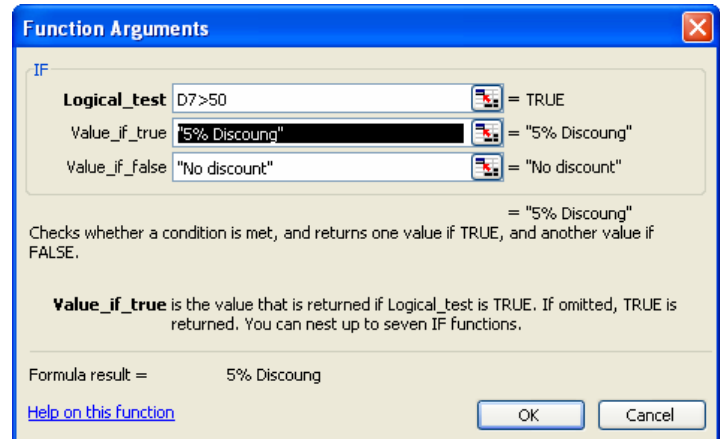 Function Arguments
IF
Logical_test D7>50 = TRUE
Value_if_true "5% Discoung" = "5% Discoung"
Value_if_false "No discount" = "No discount"
= "5% Discoung"
Checks whether a condition is met, and returns one value if TRUE, and another value if
FALSE.
Value_if_true is the value that is returned if Logical_test is TRUE. If omitted, TRUE is
returned. You can nest up to seven IF functions.
Formula result = 5% Discoung
Help on this function OK Cancel